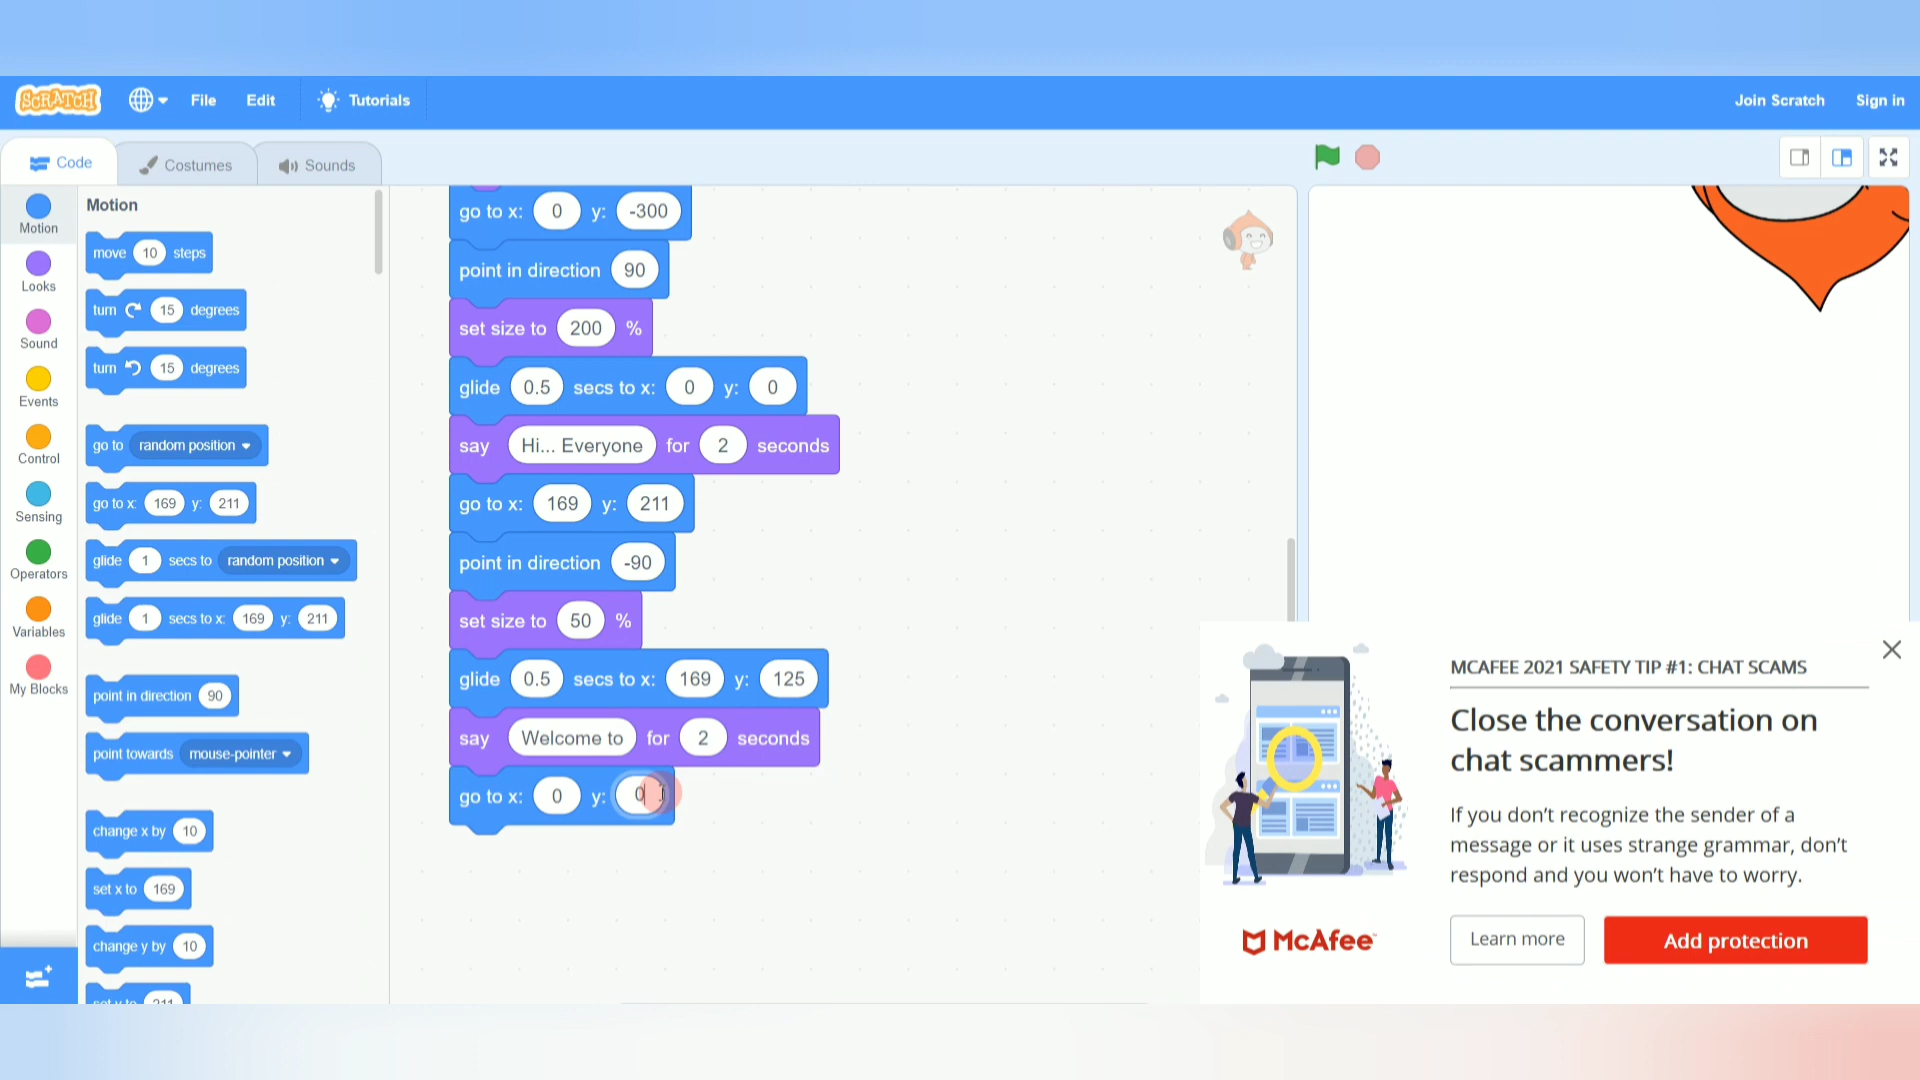 SCRATCH
File
Edit
Tutorials
Join Scratch
Sign in
Code
Costumes
Sounds
Motion
Looks
Sound
Events
Control
Sensing
Operators
Variables
My Blocks
Motion
move 10 steps
turn 15 degrees
turn 15 degrees
go to random position
go to x: 169 y: 211
glide 1 secs to random position
glide 1 secs to x: 169 y: 211
point in direction 90
point towards mouse-pointer
change x by 10
set x to 169
change y by 10
set y to 211
go to x: 0 y: -300
point in direction 90
set size to 200 %
glide 0.5 secs to x: 0 y: 0
say Hi... Everyone for 2 seconds
go to x: 169 y: 211
point in direction -90
set size to 50 %
glide 0.5 secs to x: 169 y: 125
say Welcome to for 2 seconds
go to x: 0 y: 0
MCAFEE 2021 SAFETY TIP #1: CHAT SCAMS
Close the conversation on
chat scammers!
If you don't recognize the sender of a
message or it uses strange grammar, don't
respond and you won't have to worry.
McAfee™
Learn more
Add protection